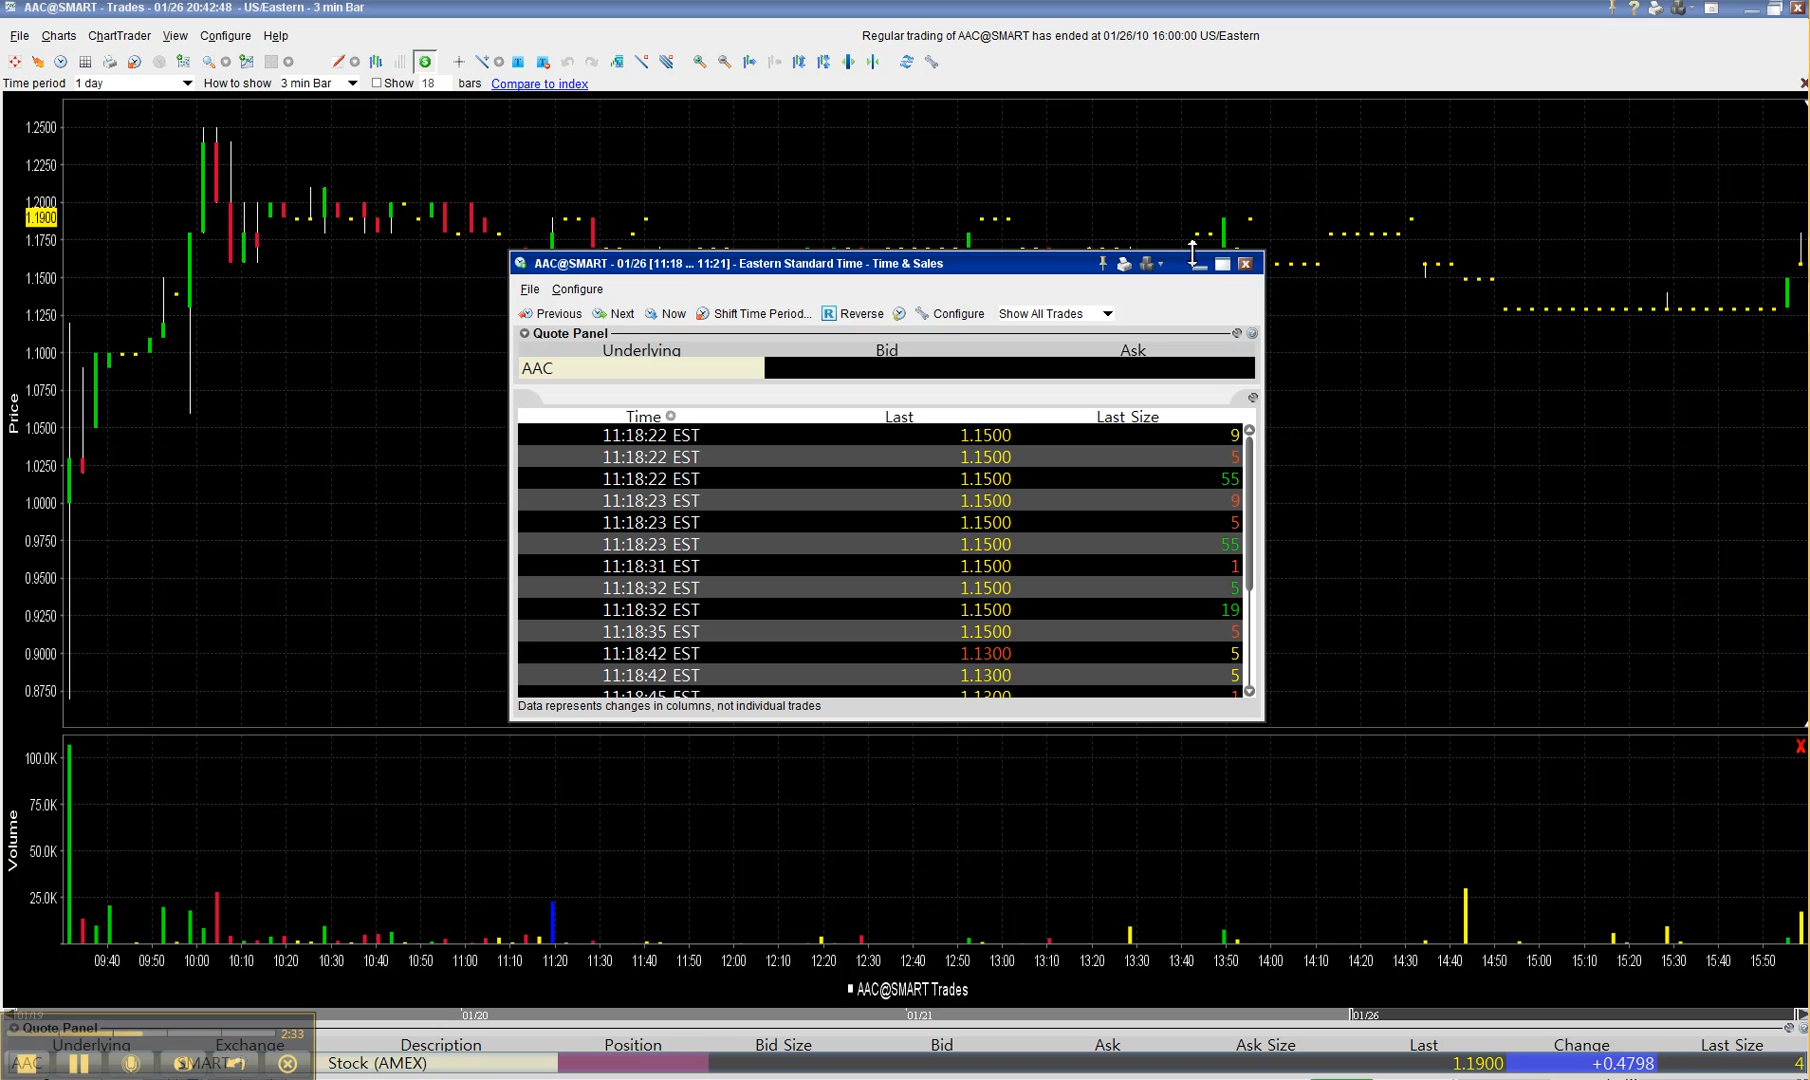 AAC@SMART - Trades - 01/26 20:42:48 - US/Eastern - 3 min Bar
File Charts ChartTrader View Configure Help
Regular trading of AAC@SMART has ended at 01/26/10 16:00:00 US/Eastern
Time period 1 day How to show 3 min Bar Show 18 bars Compare to index
1.2500
1.2250
1.2000
1.1900
1.1750
1.1500
1.1250
1.1000
1.0750
1.0500
1.0250
1.0000
0.9750
0.9500
0.9250
0.9000
0.8750
Price
AAC@SMART - 01/26 [11:18 ... 11:21] - Eastern Standard Time - Time & Sales
File Configure
Previous Next Now Shift Time Period... R Reverse Configure Show All Trades
Quote Panel
Underlying Bid Ask
AAC
Time Last Last Size
11:18:22 EST 1.1500 9
11:18:22 EST 1.1500 5
11:18:22 EST 1.1500 55
11:18:23 EST 1.1500 9
11:18:23 EST 1.1500 5
11:18:23 EST 1.1500 55
11:18:31 EST 1.1500 1
11:18:32 EST 1.1500 5
11:18:32 EST 1.1500 19
11:18:35 EST 1.1500 5
11:18:42 EST 1.1300 5
11:18:42 EST 1.1300 5
11:18:45 EST 1.1300 1
Data represents changes in columns, not individual trades
X
100.0K
75.0K
50.0K
25.0K
Volume
09:40 09:50 10:00 10:10 10:20 10:30 10:40 10:50 11:00 11:10 11:20 11:30 11:40 11:50 12:00 12:10 12:20 12:30 12:40 12:50 13:00 13:10 13:20 13:30 13:40 13:50 14:00 14:10 14:20 14:30 14:40 14:50 15:00 15:10 15:20 15:30 15:40 15:50
AAC@SMART Trades
01/19 01/20 01/21 01/26
Quote Panel 2:33
Underlying Exchange Description Position Bid Size Bid Ask Ask Size Last Change Last Size
AAC SMART Stock (AMEX) 1.1900 +0.4798 4